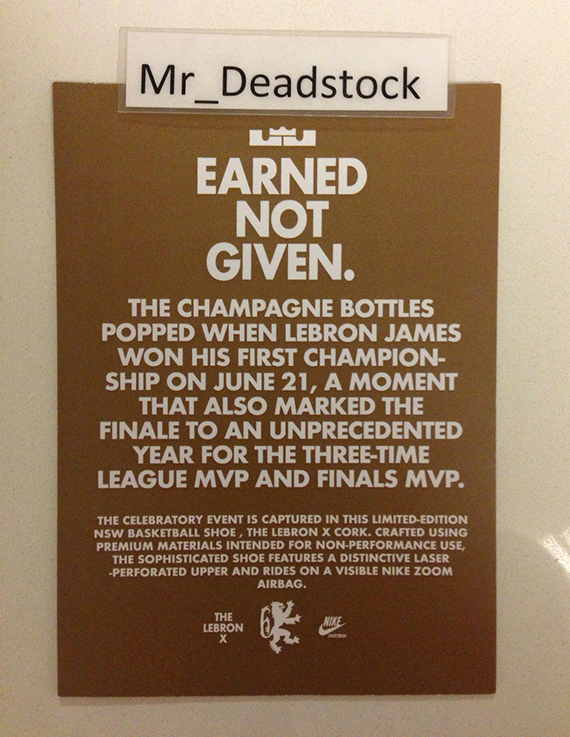 Mr_Deadstock
EARNED
NOT
GIVEN.
THE CHAMPAGNE BOTTLES
POPPED WHEN LEBRON JAMES
WON HIS FIRST CHAMPION-
SHIP ON JUNE 21, A MOMENT
THAT ALSO MARKED THE
FINALE TO AN UNPRECEDENTED
YEAR FOR THE THREE-TIME
LEAGUE MVP AND FINALS MVP.
THE CELEBRATORY EVENT IS CAPTURED IN THIS LIMITED-EDITION
NSW BASKETBALL SHOE , THE LEBRON X CORK. CRAFTED USING
PREMIUM MATERIALS INTENDED FOR NON-PERFORMANCE USE,
THE SOPHISTICATED SHOE FEATURES A DISTINCTIVE LASER
-PERFORATED UPPER AND RIDES ON A VISIBLE NIKE ZOOM
AIRBAG.
THE
LEBRON
X
6
NIKE